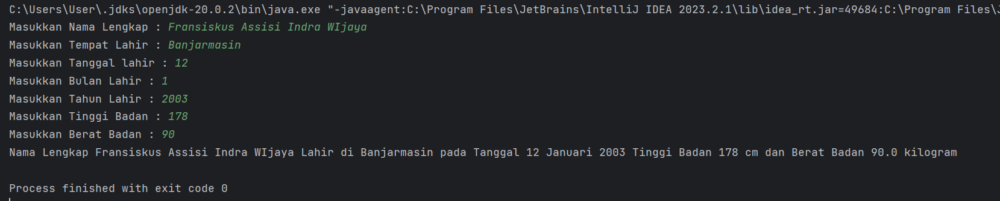 C:\Users\User\.jdks\openjdk-20.0.2\bin\java.exe "-javaagent:C:\Program Files\JetBrains\IntelliJ IDEA 2023.2.1\lib\idea_rt.jar=49684:C:\Program Files\J
Masukkan Nama Lengkap : Fransiskus Assisi Indra WIjaya
Masukkan Tempat Lahir : Banjarmasin
Masukkan Tanggal lahir : 12
Masukkan Bulan Lahir : 1
Masukkan Tahun Lahir : 2003
Masukkan Tinggi Badan : 178
Masukkan Berat Badan : 90
Nama Lengkap Fransiskus Assisi Indra WIjaya Lahir di Banjarmasin pada Tanggal 12 Januari 2003 Tinggi Badan 178 cm dan Berat Badan 90.0 kilogram
Process finished with exit code 0